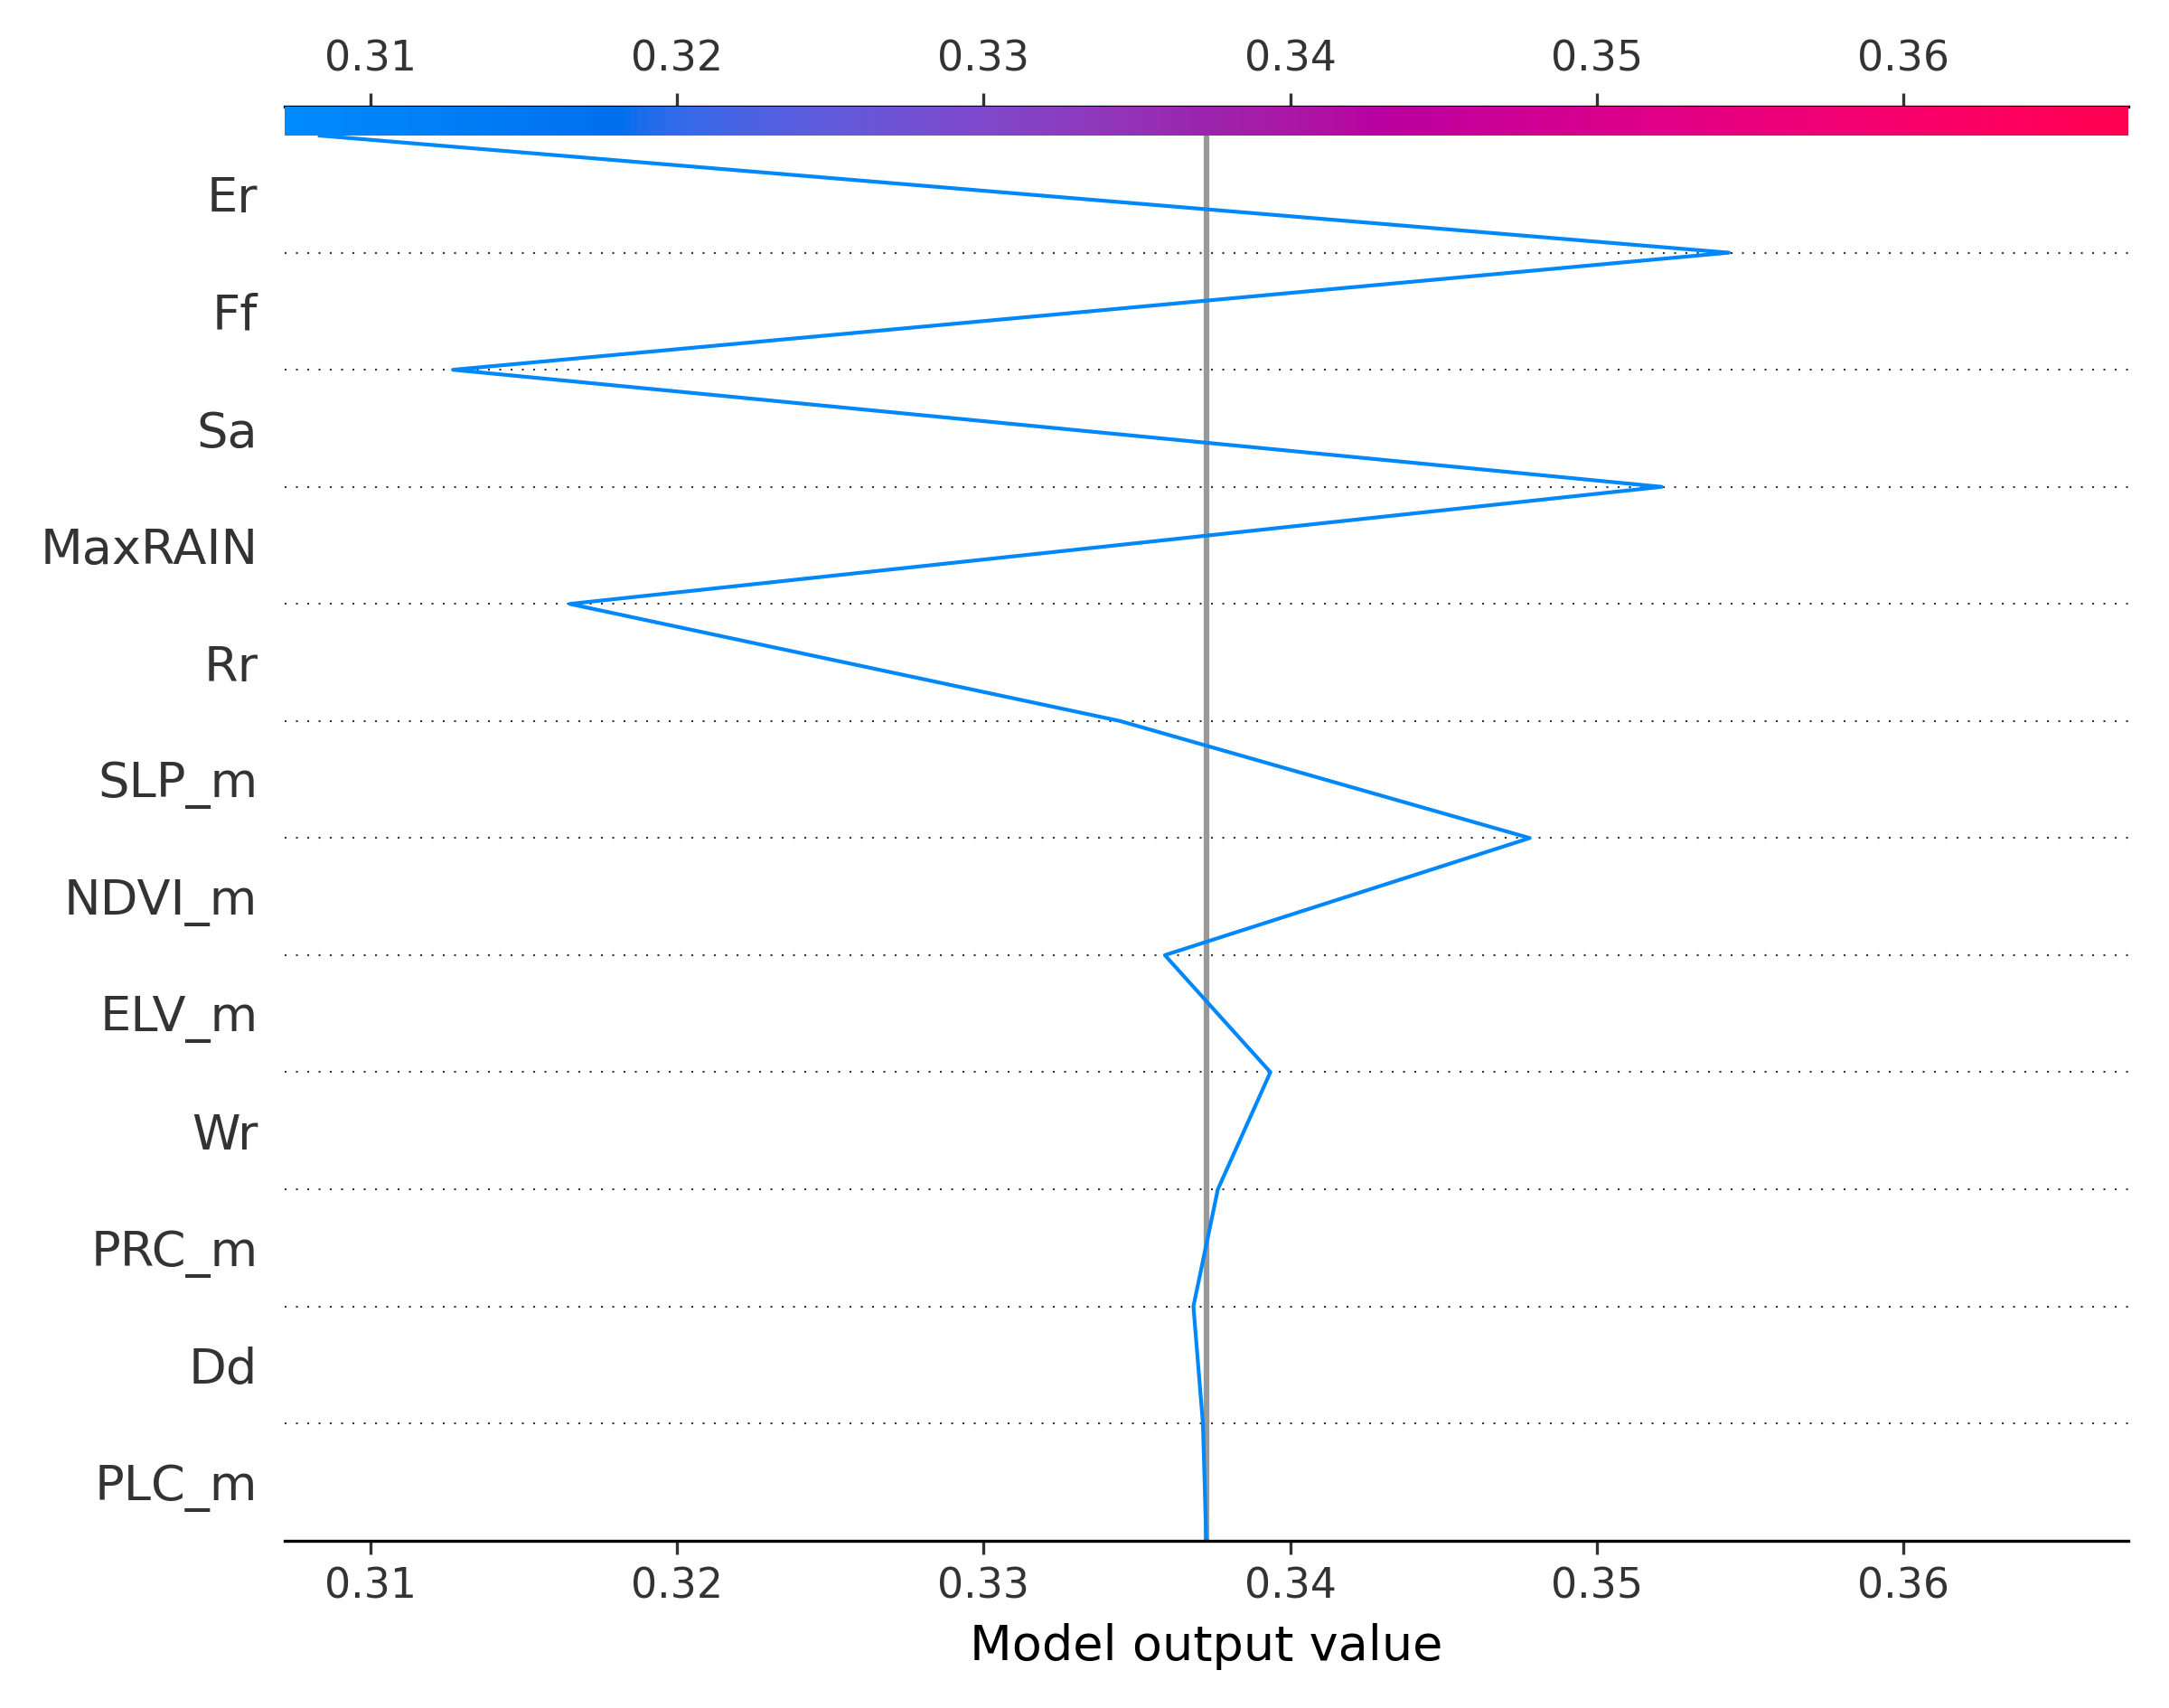 0.31 0.32 0.33 0.34 0.35 0.36
Er
Ff
Sa
MaxRAIN
Rr
SLP_m
NDVI_m
ELV_m
Wr
PRC_m
Dd
PLC_m
0.31 0.32 0.33 0.34 0.35 0.36
Model output value